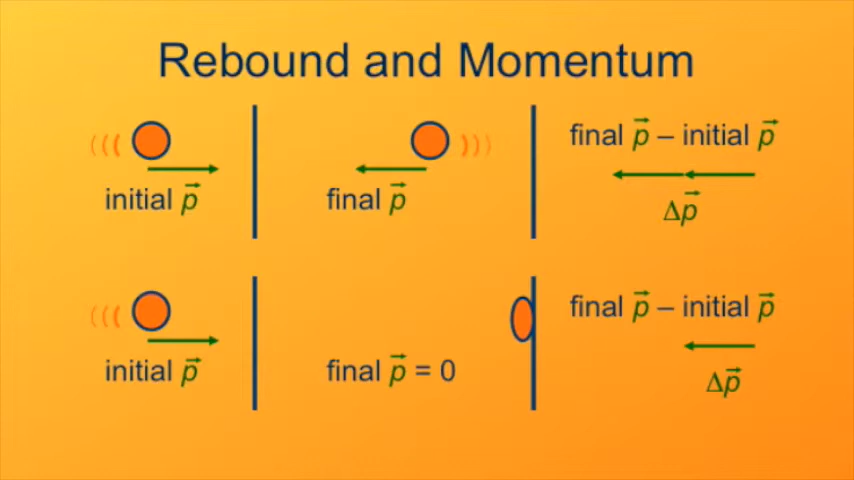 Rebound and Momentum
initial p⃗
final p⃗
final p⃗ – initial p⃗
Δp⃗
initial p⃗
final p⃗ = 0
final p⃗ – initial p⃗
Δp⃗